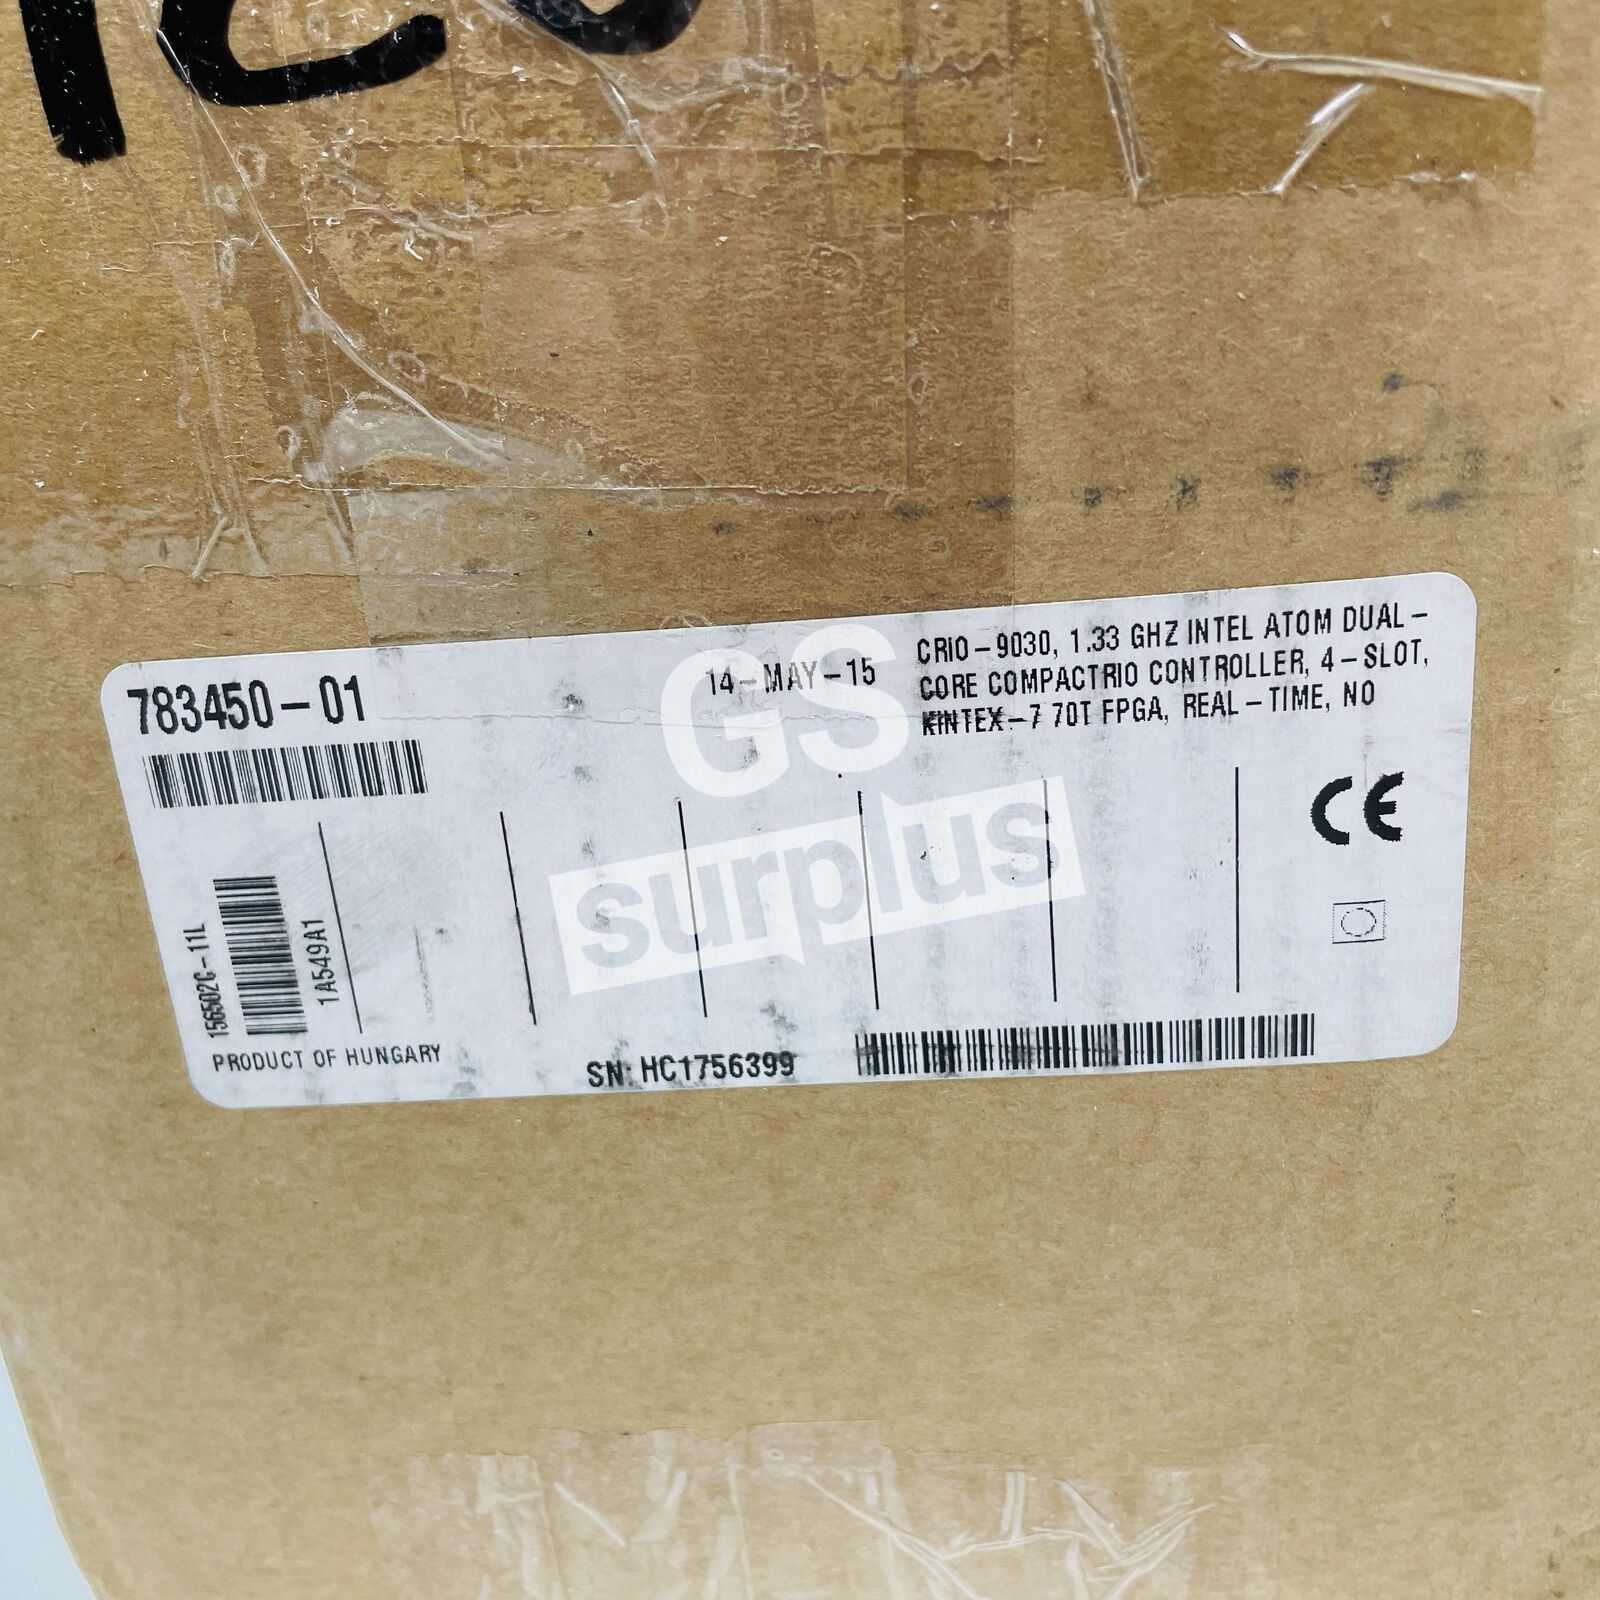 783450-01
14-MAY-15
CRIO-9030, 1.33 GHZ INTEL ATOM DUAL-
CORE COMPACTRIO CONTROLLER, 4-SLOT,
KINTEX-7 70T FPGA, REAL-TIME, NO
GS
surplus
CE
156502C-11L
1A549A1
PRODUCT OF HUNGARY
SN: HC1756399